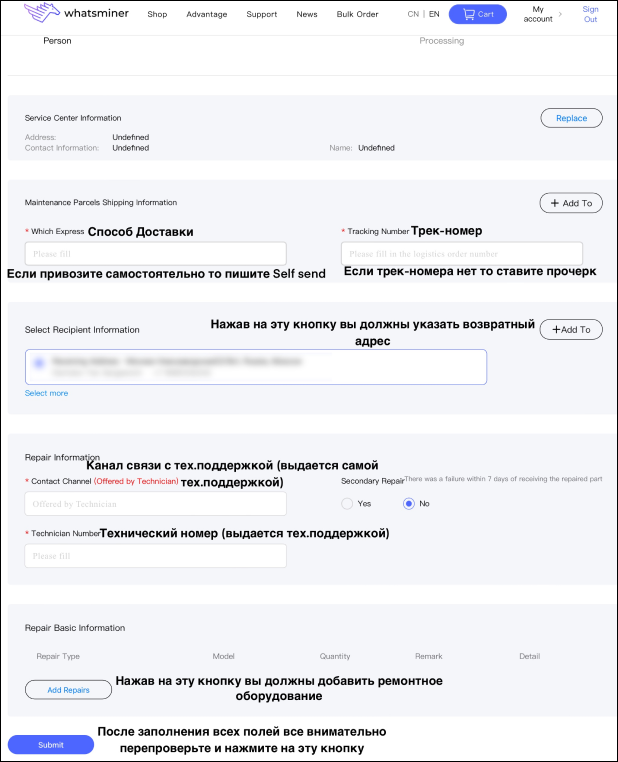 whatsminer Shop Advantage Support News Bulk Order CN | EN Cart My account > Sign Out
Person Processing
Service Center Information Replace
Address: Undefined
Contact Information: Undefined Name: Undefined
Maintenance Parcels Shipping Information + Add To
* Which Express Способ Доставки * Tracking Number Трек-номер
Please fill Please fill in the logistics order number
Если привозите самостоятельно то пишите Self send Если трек-номера нет то ставите прочерк
Select Recipient Information Нажав на эту кнопку вы должны указать возвратный +Add To
адрес
Select more
Repair Information
Канал связи с тех.поддержкой (выдается самой
* Contact Channel (Offered by Technician) тех.поддержкой) Secondary Repair There was a failure within 7 days of receiving the repaired part
Offered by Technician Yes No
* Technician Number Технический номер (выдается тех.поддержкой)
Please fill
Repair Basic Information
Repair Type Model Quantity Remark Detail
Add Repairs Нажав на эту кнопку вы должны добавить ремонтное
оборудование
После заполнения всех полей все внимательно
Submit перепроверьте и нажмите на эту кнопку